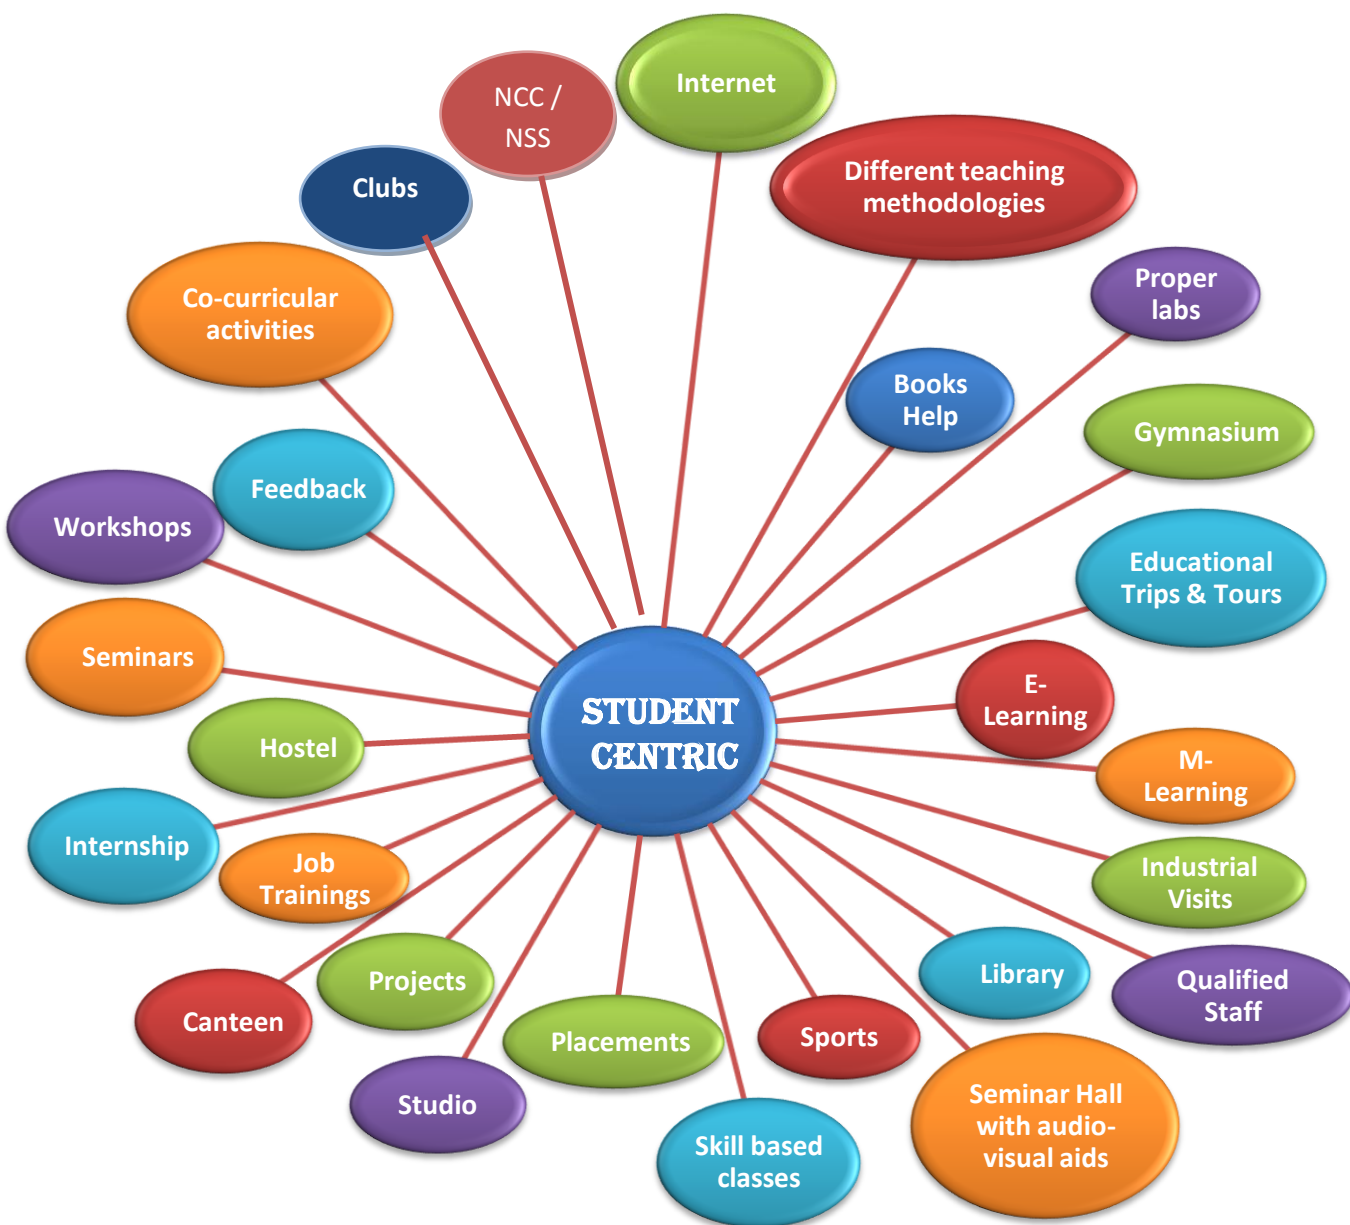 Internet
NCC /
NSS
Different teaching
methodologies
Clubs
Proper
labs
Co-curricular
activities
Books
Help
Gymnasium
Feedback
Workshops
Educational
Trips & Tours
Seminars
E-
Learning
STUDENT
CENTRIC
Hostel
M-
Learning
Internship
Job
Trainings
Industrial
Visits
Projects
Library
Qualified
Staff
Canteen
Placements
Sports
Studio
Seminar Hall
with audio-
visual aids
Skill based
classes